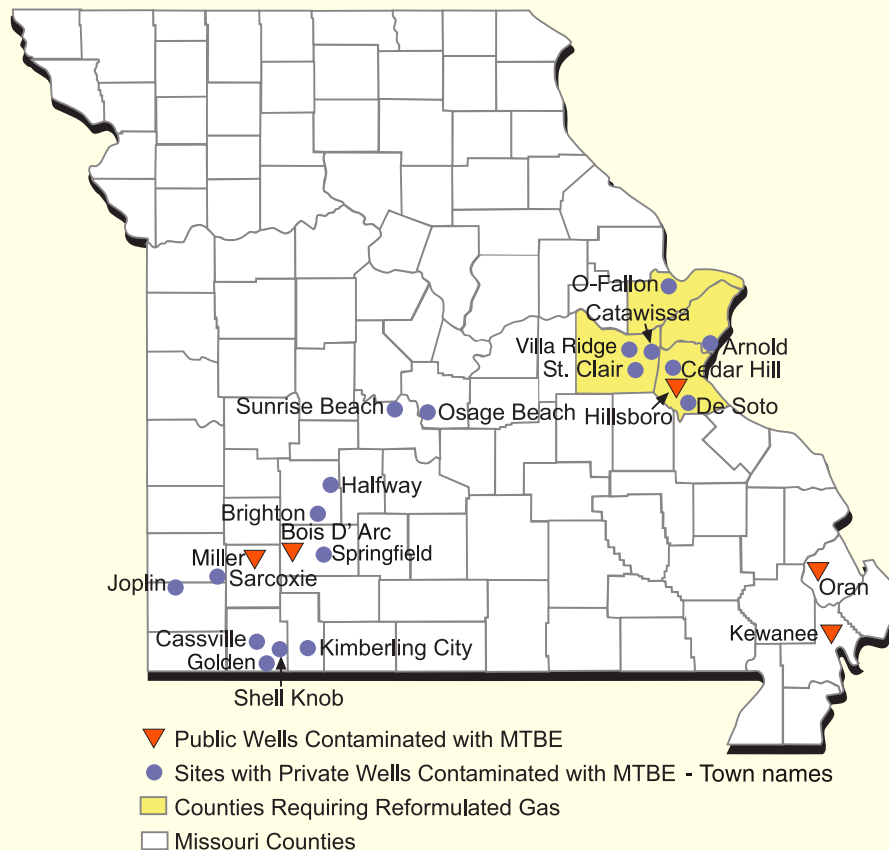 O-Fallon
Catawissa
Villa Ridge
Arnold
St. Clair
Cedar Hill
Sunrise Beach
Osage Beach
Hillsboro
De Soto
Halfway
Brighton
Bois D' Arc
Miller
Springfield
Joplin
Sarcoxie
Oran
Kewanee
Cassville
Kimberling City
Golden
Shell Knob
Public Wells Contaminated with MTBE
Sites with Private Wells Contaminated with MTBE - Town names
Counties Requiring Reformulated Gas
Missouri Counties